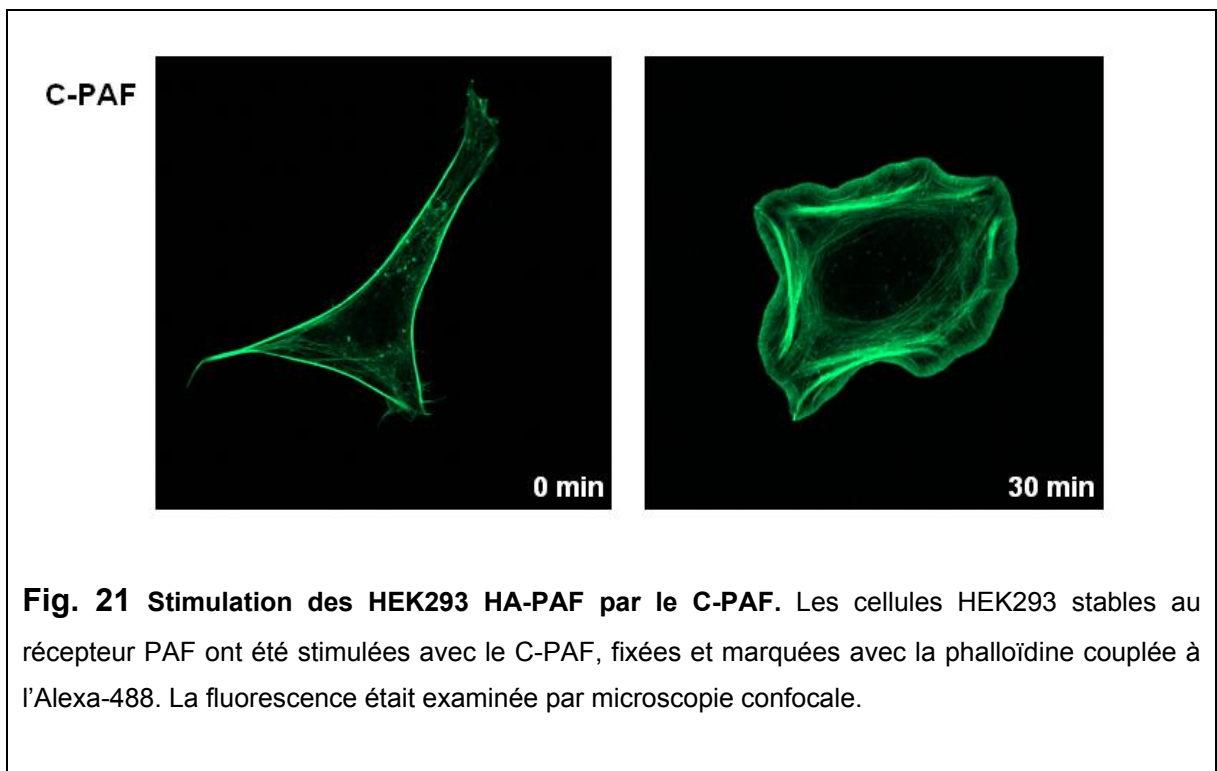 C-PAF
0 min
30 min
Fig. 21 Stimulation des HEK293 HA-PAF par le C-PAF. Les cellules HEK293 stables au
récepteur PAF ont été stimulées avec le C-PAF, fixées et marquées avec la phalloïdine couplée à
l'Alexa-488. La fluorescence était examinée par microscopie confocale.